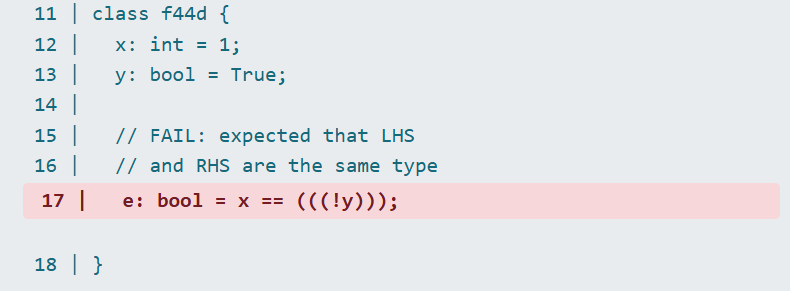 11 | class f44d {
12 |   x: int = 1;
13 |   y: bool = True;
14 |
15 |   // FAIL: expected that LHS
16 |   // and RHS are the same type
17 |   e: bool = x == (((!y)));
18 | }